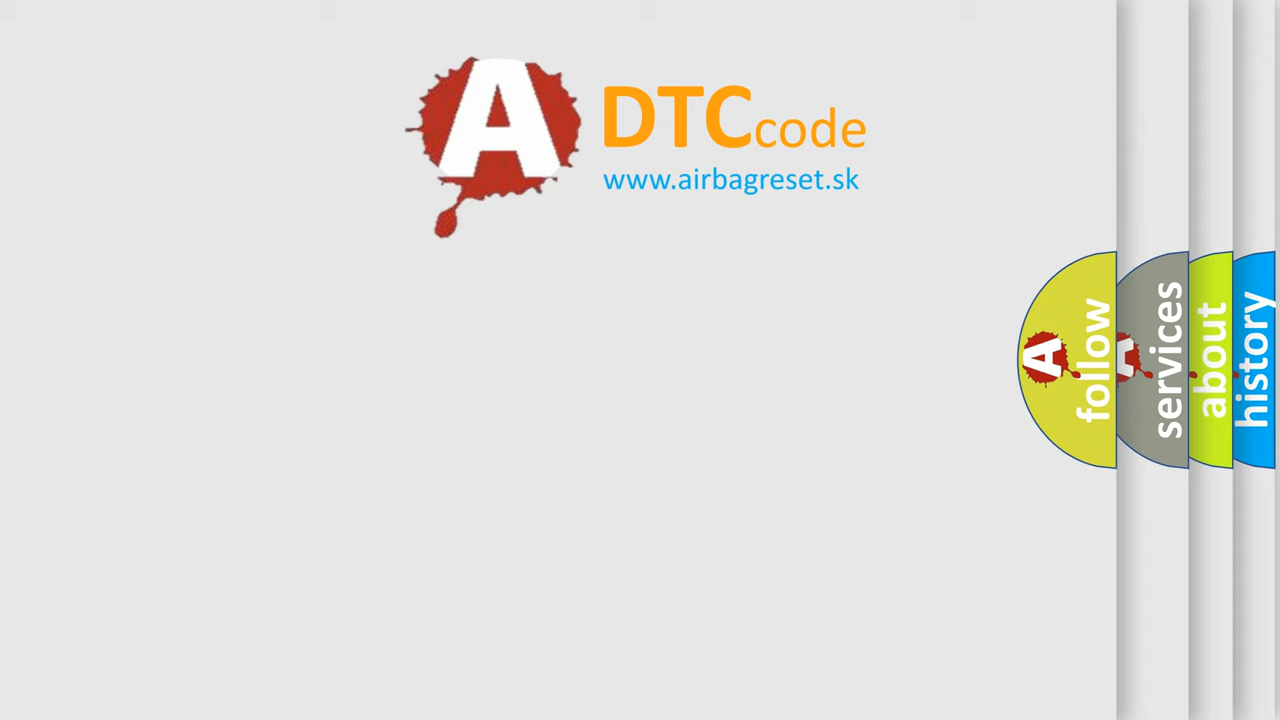 A DTCcode
www.airbagreset.sk
A follow
A services
about
history